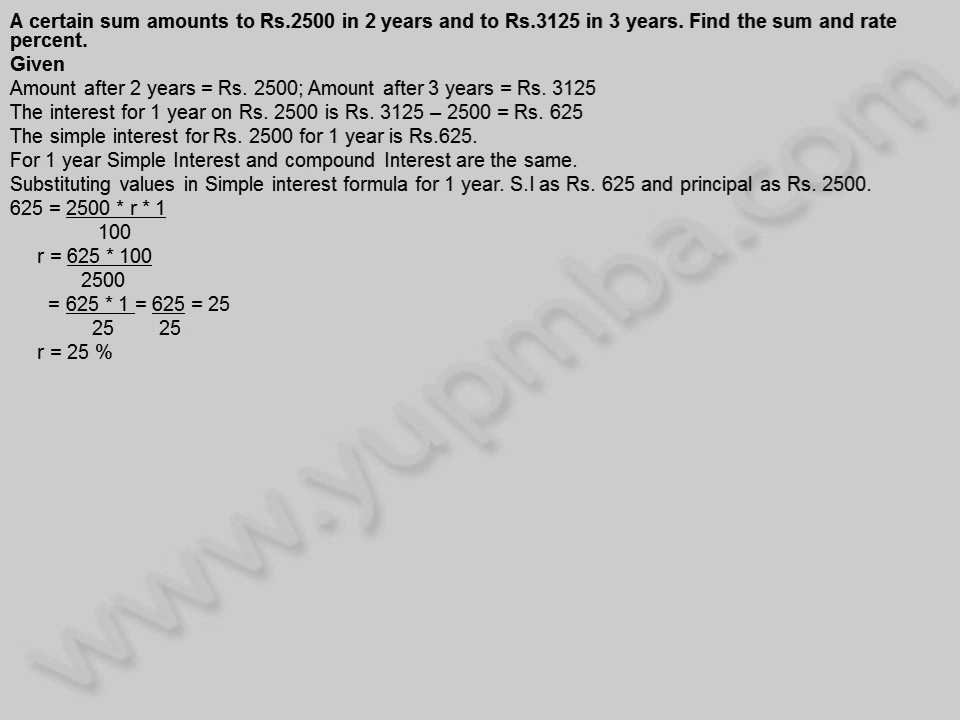 A certain sum amounts to Rs.2500 in 2 years and to Rs.3125 in 3 years. Find the sum and rate
percent.
Given
Amount after 2 years = Rs. 2500; Amount after 3 years = Rs. 3125
The interest for 1 year on Rs. 2500 is Rs. 3125 – 2500 = Rs. 625
The simple interest for Rs. 2500 for 1 year is Rs.625.
For 1 year Simple Interest and compound Interest are the same.
Substituting values in Simple interest formula for 1 year. S.I as Rs. 625 and principal as Rs. 2500.
625 = 2500 * r * 1
100
r = 625 * 100
2500
= 625 * 1 = 625 = 25
25 25
r = 25 %
www.yupmba.com